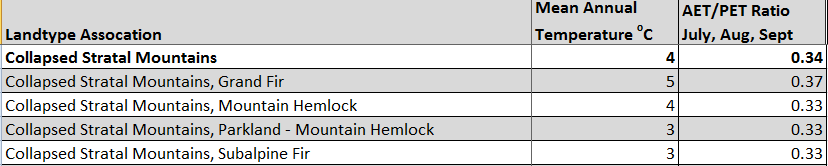 Mean Annual AET/PET Ratio
Landtype Assocation Temperature ⁰C July, Aug, Sept
Collapsed Stratal Mountains 4 0.34
Collapsed Stratal Mountains, Grand Fir 5 0.37
Collapsed Stratal Mountains, Mountain Hemlock 4 0.33
Collapsed Stratal Mountains, Parkland - Mountain Hemlock 3 0.33
Collapsed Stratal Mountains, Subalpine Fir 3 0.33